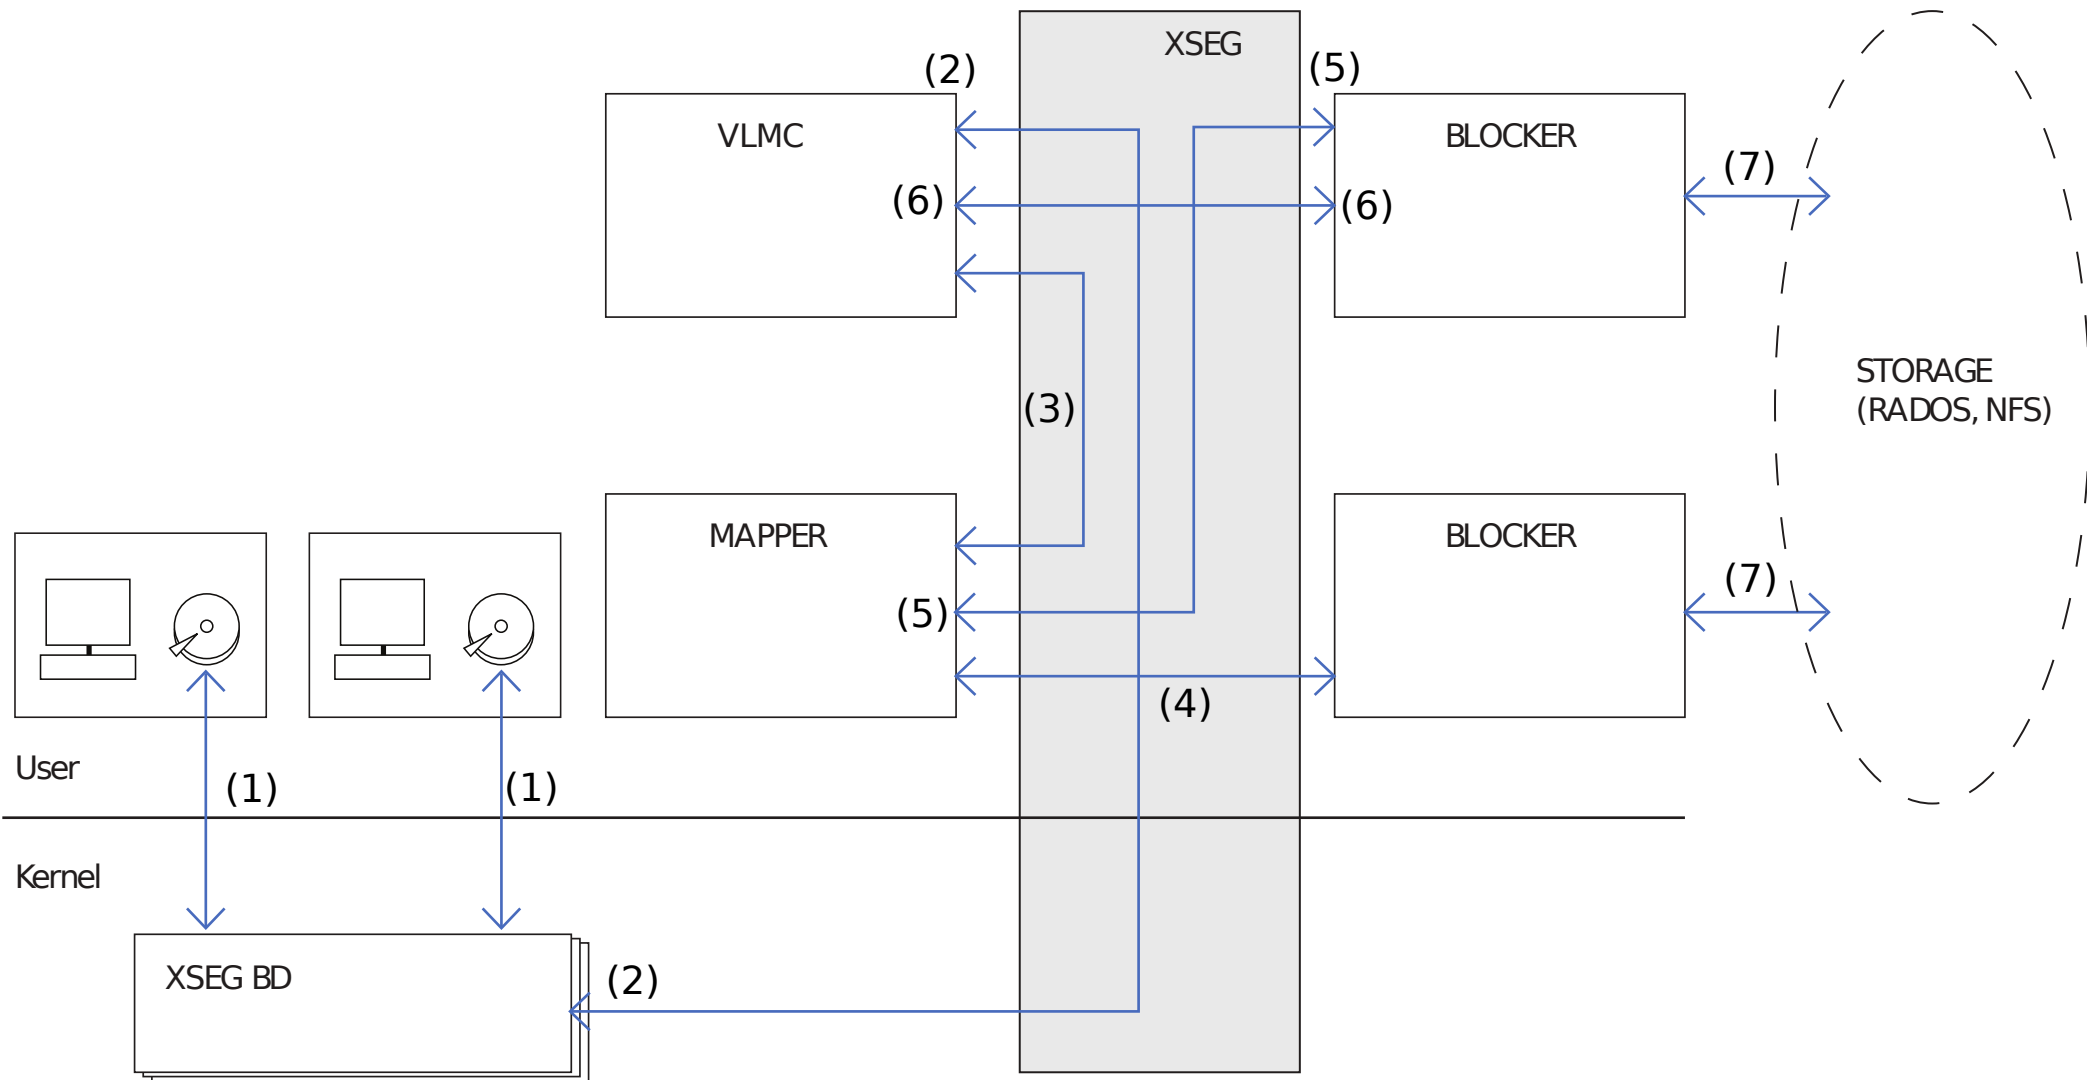 XSEG
(2)
(5)
VLMC
BLOCKER
(7)
(6)
(6)
STORAGE
(RADOS, NFS)
(3)
MAPPER
BLOCKER
(7)
(5)
(4)
User
(1)
(1)
Kernel
XSEG BD
(2)